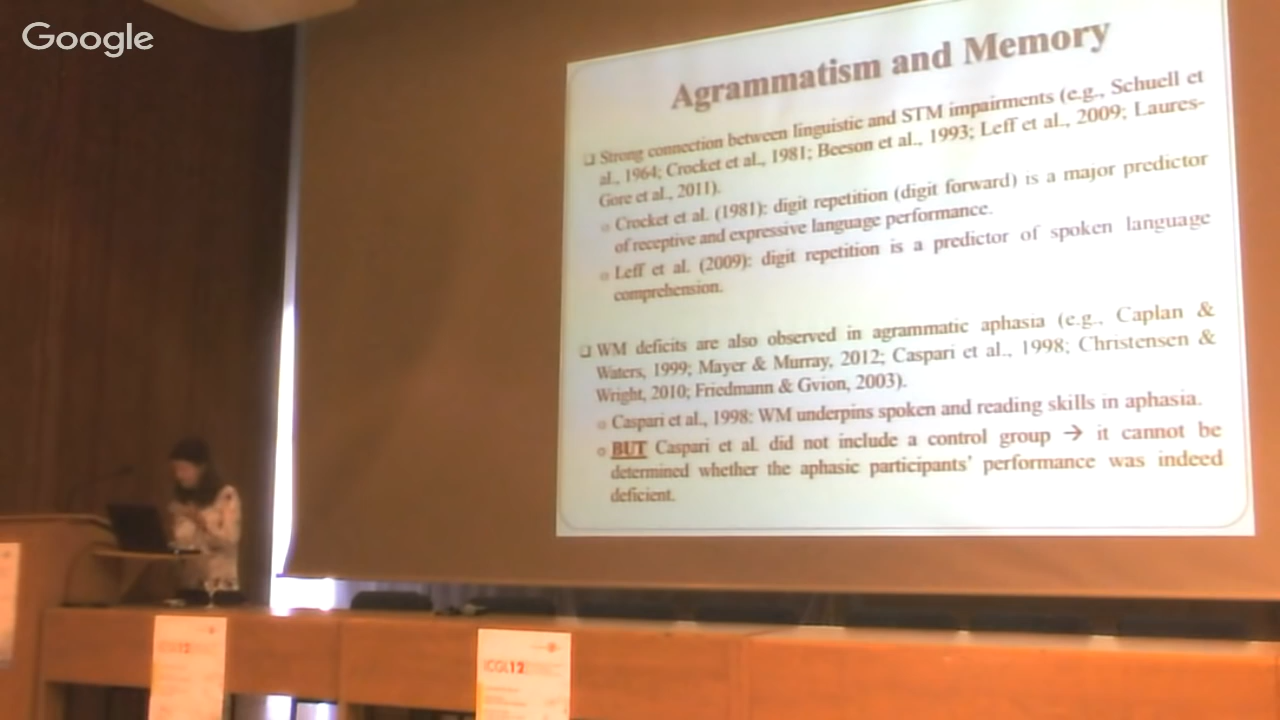 Google
Agrammatism and Memory
❑ Strong connection between linguistic and STM impairments (e.g., Schuell et
al., 1964; Crocket et al., 1981; Beeson et al., 1993; Leff et al., 2009; Laures-
Gore et al., 2011).
o Crocket et al. (1981): digit repetition (digit forward) is a major predictor
of receptive and expressive language performance.
o Leff et al. (2009): digit repetition is a predictor of spoken language
comprehension.
❑ WM deficits are also observed in agrammatic aphasia (e.g., Caplan &
Waters, 1999; Mayer & Murray, 2012; Caspari et al., 1998; Christensen &
Wright, 2010; Friedmann & Gvion, 2003).
o Caspari et al., 1998: WM underpins spoken and reading skills in aphasia.
o BUT Caspari et al. did not include a control group → it cannot be
determined whether the aphasic participants' performance was indeed
deficient.
ICGL12
ICGL12